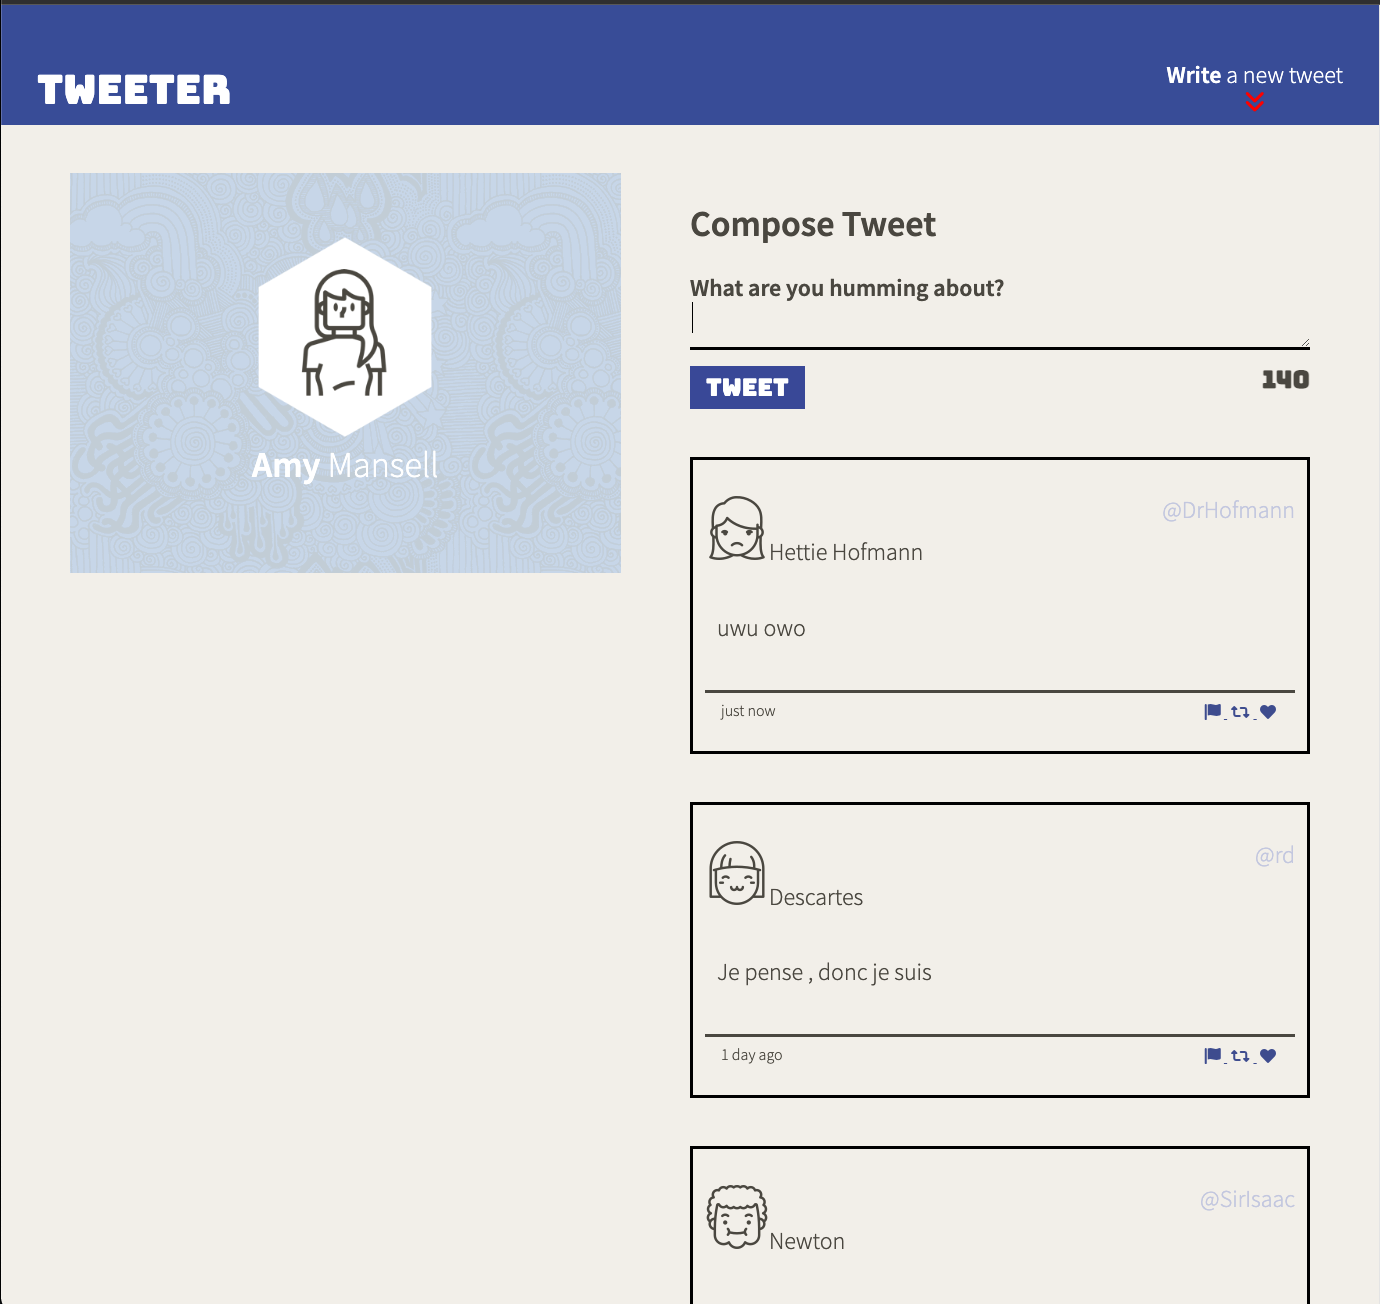 TWEETER
Write a new tweet
Amy Mansell
Compose Tweet
What are you humming about?
TWEET
140
@DrHofmann
Hettie Hofmann
uwu owo
just now
@rd
Descartes
Je pense , donc je suis
1 day ago
@SirIsaac
Newton